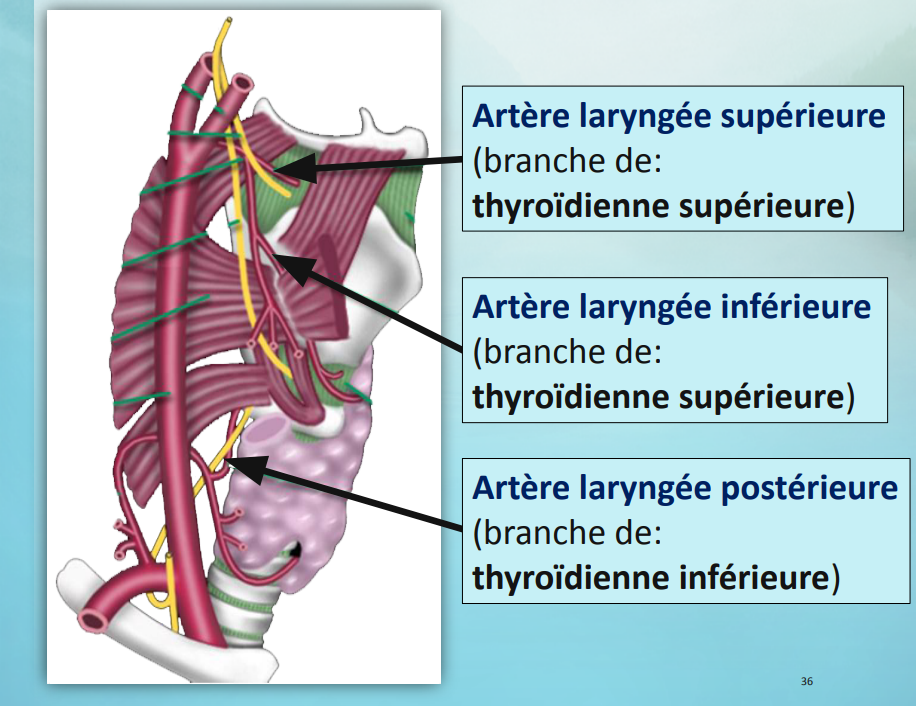 Artère laryngée supérieure
(branche de:
thyroïdienne supérieure)
Artère laryngée inférieure
(branche de:
thyroïdienne supérieure)
Artère laryngée postérieure
(branche de:
thyroïdienne inférieure)
36